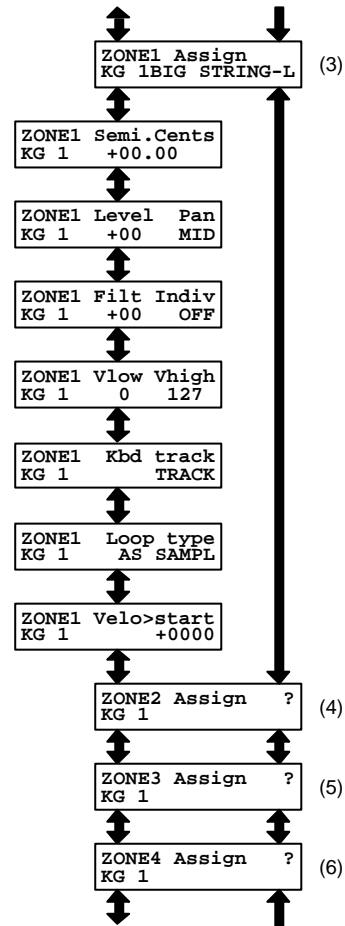 ZONE1 Assign
KG 1BIG STRING-L
(3)
ZONE1 Semi.Cents
KG 1 +00.00
ZONE1 Level Pan
KG 1 +00 MID
ZONE1 Filt Indiv
KG 1 +00 OFF
ZONE1 Vlow Vhigh
KG 1 0 127
ZONE1 Kbd track
KG 1 TRACK
ZONE1 Loop type
KG 1 AS SAMPL
ZONE1 Velo>start
KG 1 +0000
ZONE2 Assign ?
KG 1
(4)
ZONE3 Assign ?
KG 1
(5)
ZONE4 Assign ?
KG 1
(6)